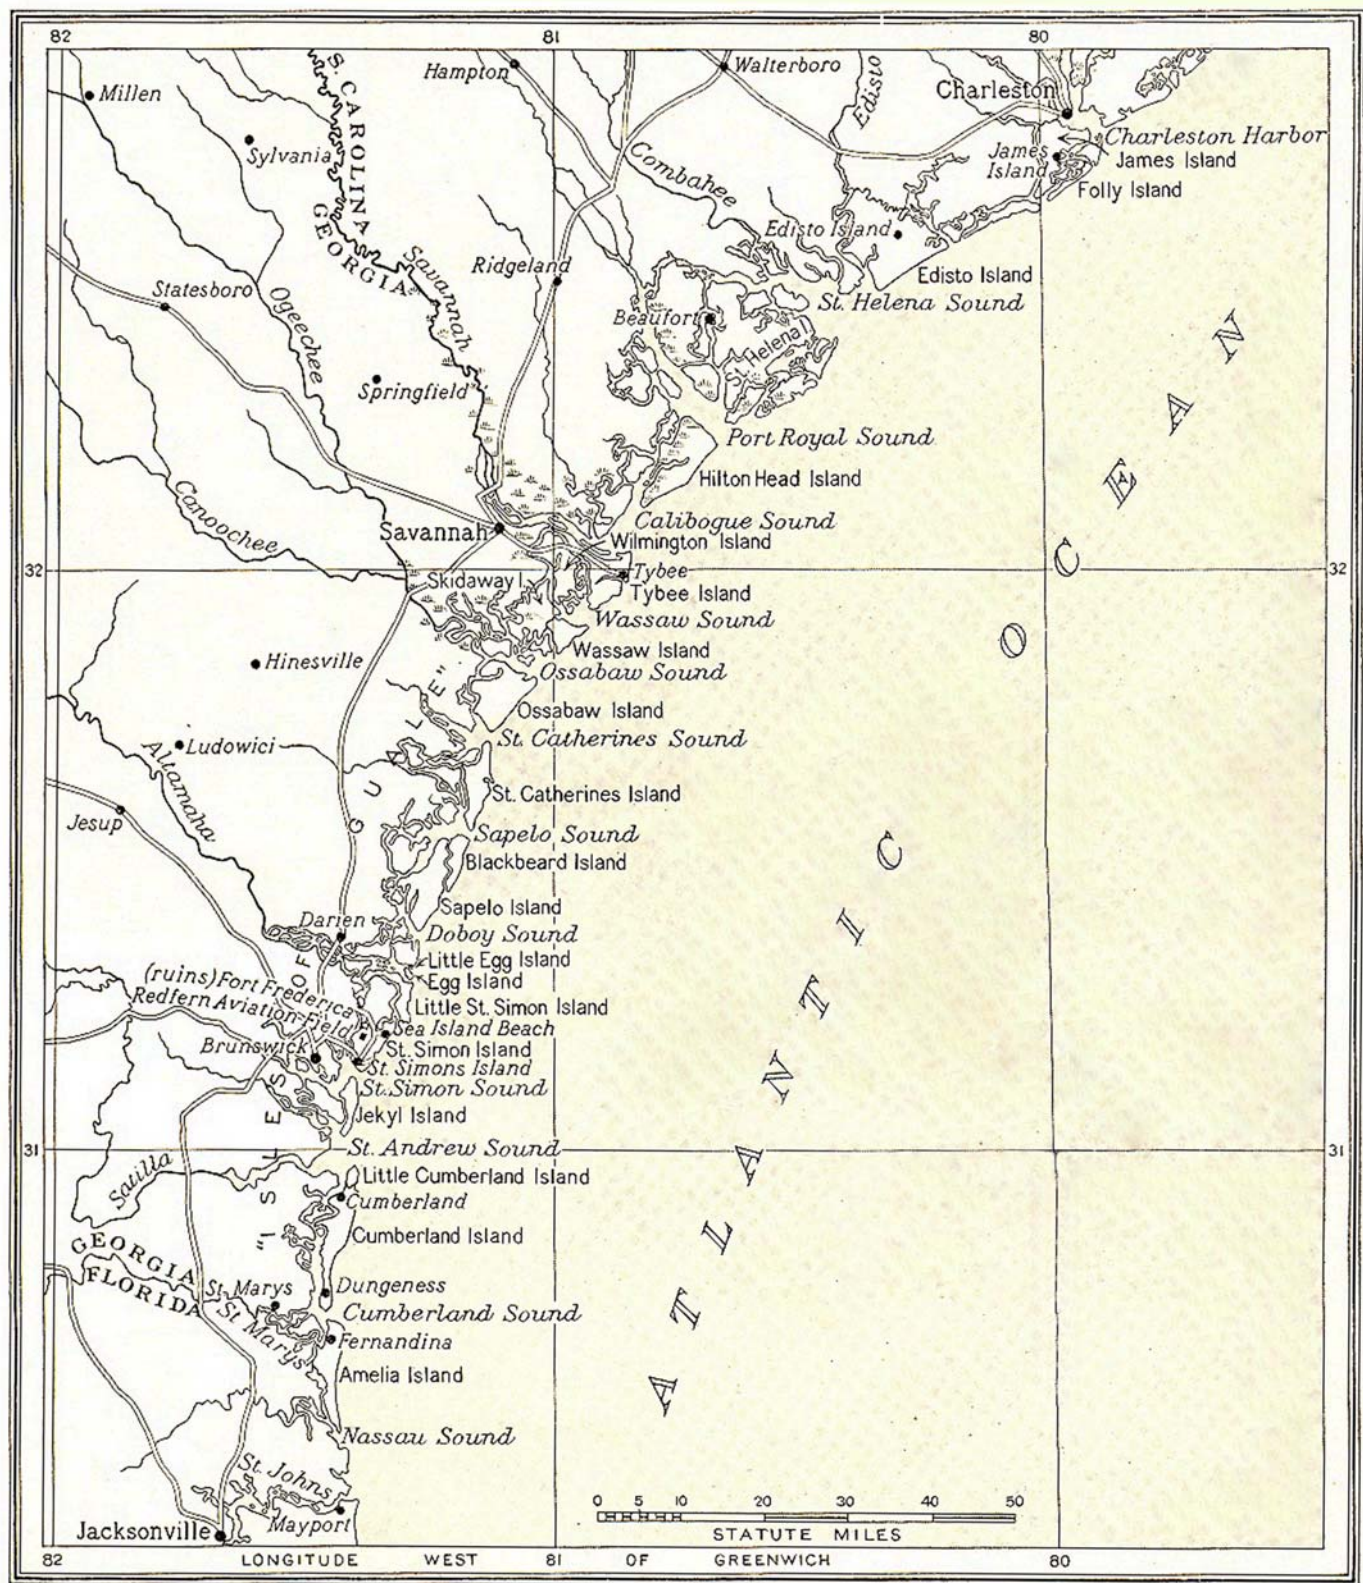 82 81 80
Hampton
Walterboro
Charleston
Millen
S. CAROLINA
Edisto
Charleston Harbor
Sylvania
James
Island
James Island
Combahee
Folly Island
GEORGIA
Savannah
Edisto Island
Ridgeland
Edisto Island
Statesboro
Ogeechee
St. Helena Sound
Beaufort
St. Helena I.
Springfield
Port Royal Sound
Hilton Head Island
Canoochee
Calibogue Sound
Savannah
Wilmington Island
32 32
Skidaway I.
Tybee
Tybee Island
Wassaw Sound
Wassaw Island
Hinesville
Ossabaw Sound
Ossabaw Island
Ludowici
St. Catherines Sound
Altamaha
St. Catherines Island
Jesup
Sapelo Sound
Blackbeard Island
Sapelo Island
Darien
Doboy Sound
Little Egg Island
Egg Island
(ruins) Fort Frederica
Little St. Simon Island
Redfern Aviation Field
Sea Island Beach
Brunswick
St. Simon Island
St. Simons Island
St. Simon Sound
Jekyl Island
31 31
St. Andrew Sound
Satilla
Little Cumberland Island
Cumberland
"ISLES OF GUALE"
Cumberland Island
GEORGIA
FLORIDA
St. Marys
Dungeness
St Marys
Cumberland Sound
Fernandina
Amelia Island
ATLANTIC OCEAN
Nassau Sound
St. Johns
Mayport
Jacksonville
0 5 10 20 30 40 50
STATUTE MILES
82 81 80
LONGITUDE WEST OF GREENWICH